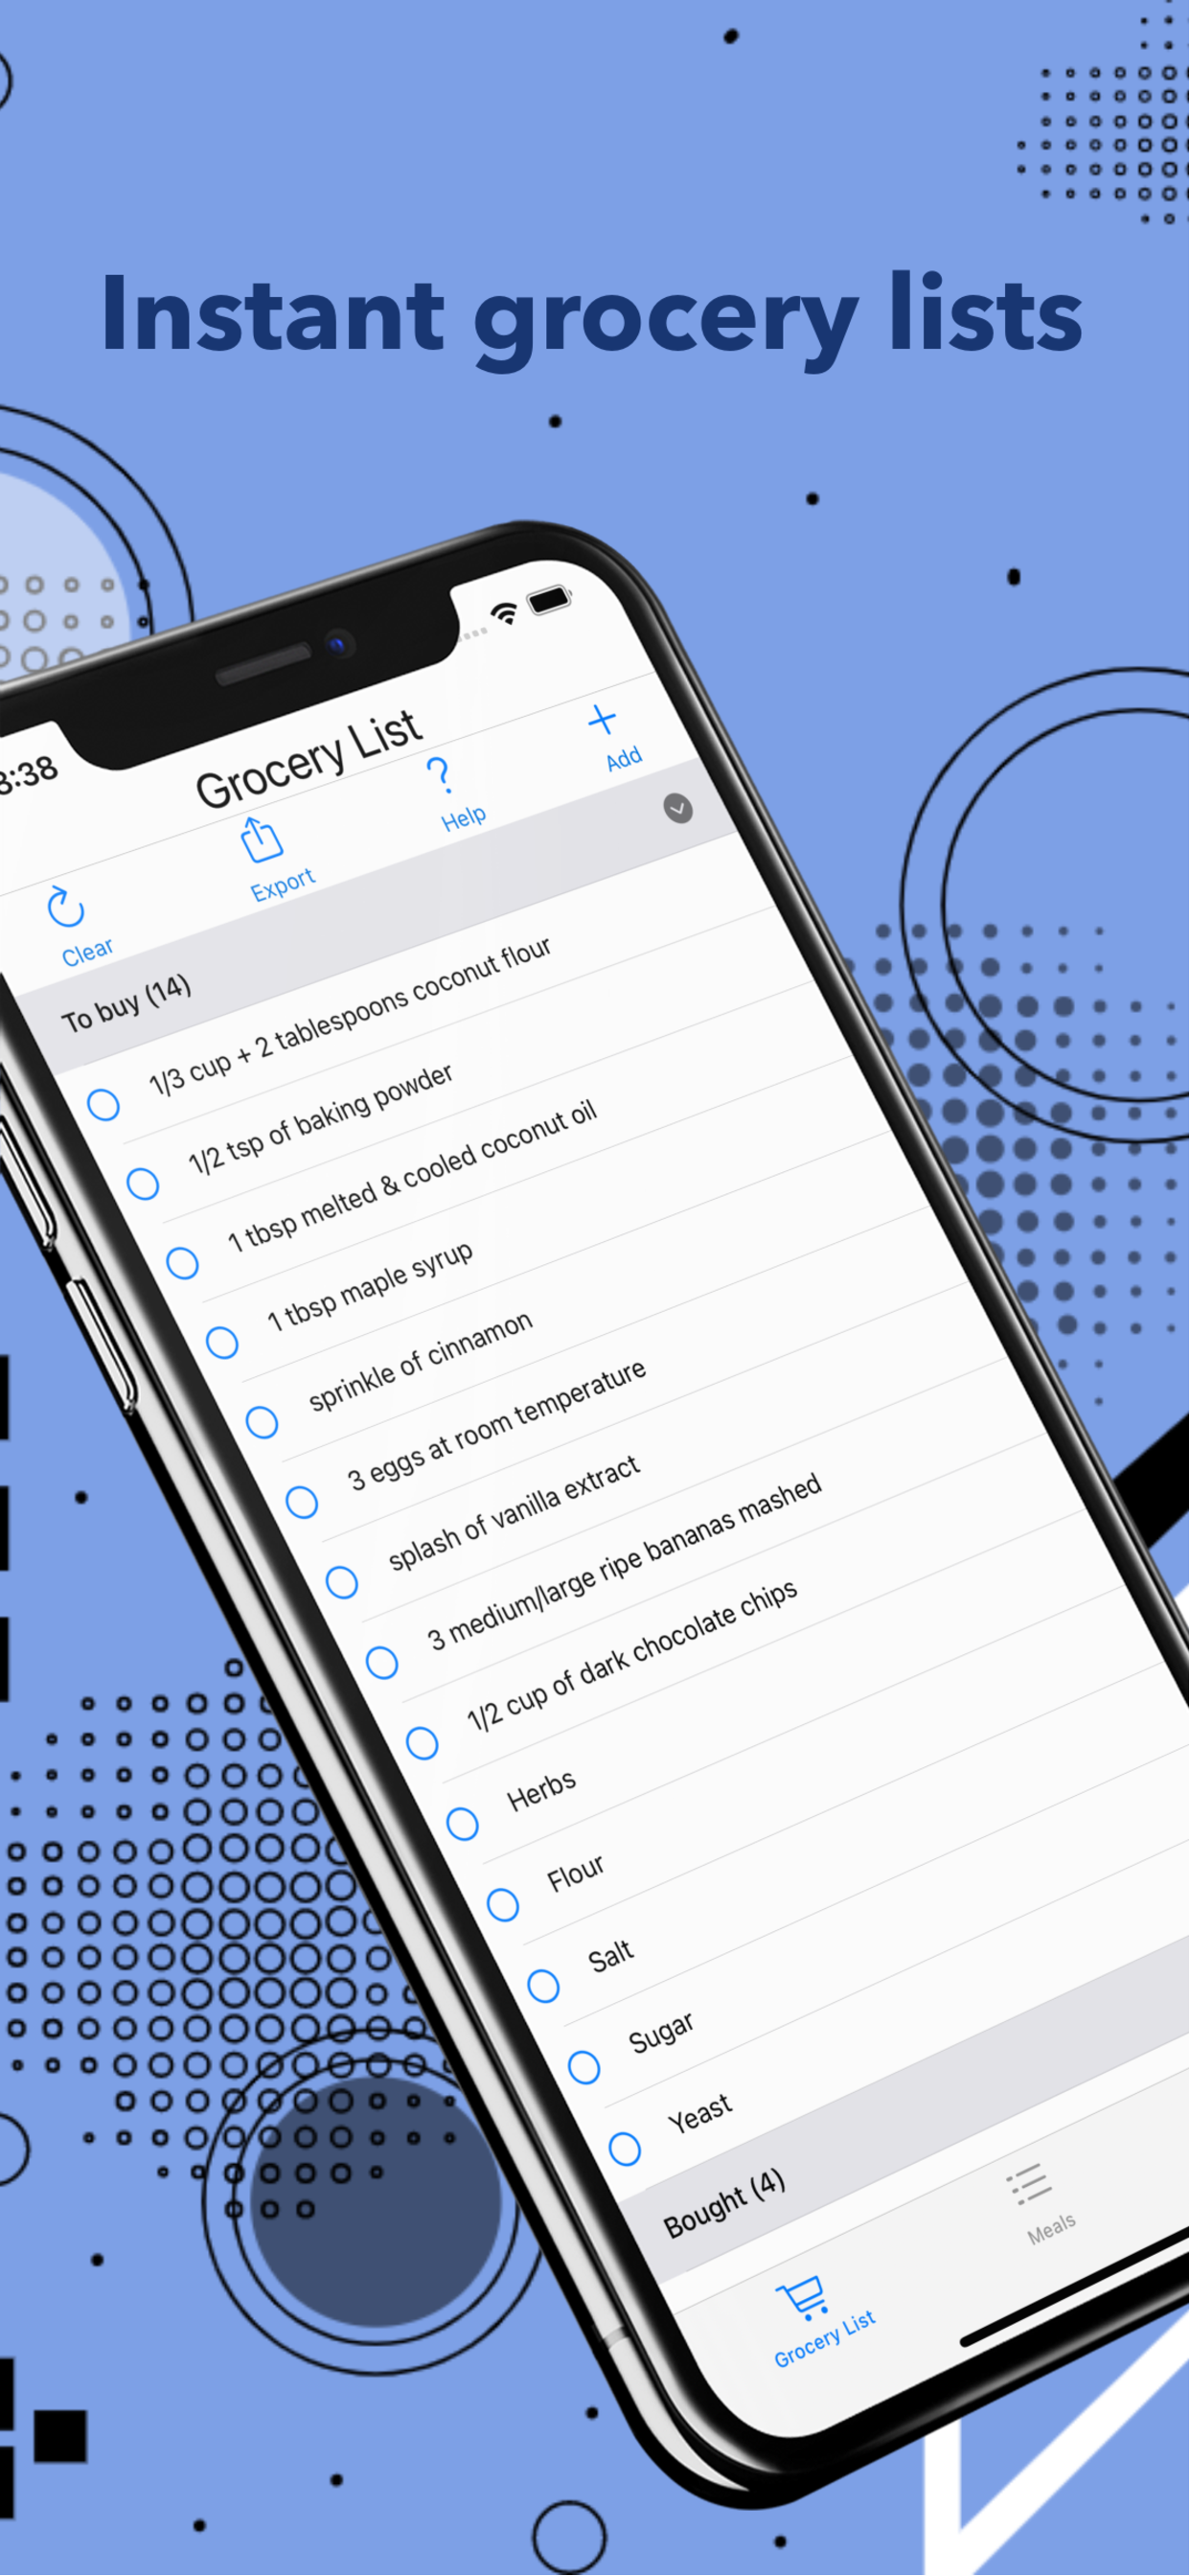 Instant grocery lists
8:38
Grocery List
Clear
Export
Help
Add
To buy (14)
1/3 cup + 2 tablespoons coconut flour
1/2 tsp of baking powder
1 tbsp melted & cooled coconut oil
1 tbsp maple syrup
sprinkle of cinnamon
3 eggs at room temperature
splash of vanilla extract
3 medium/large ripe bananas mashed
1/2 cup of dark chocolate chips
Herbs
Flour
Salt
Sugar
Yeast
Bought (4)
Grocery List
Meals